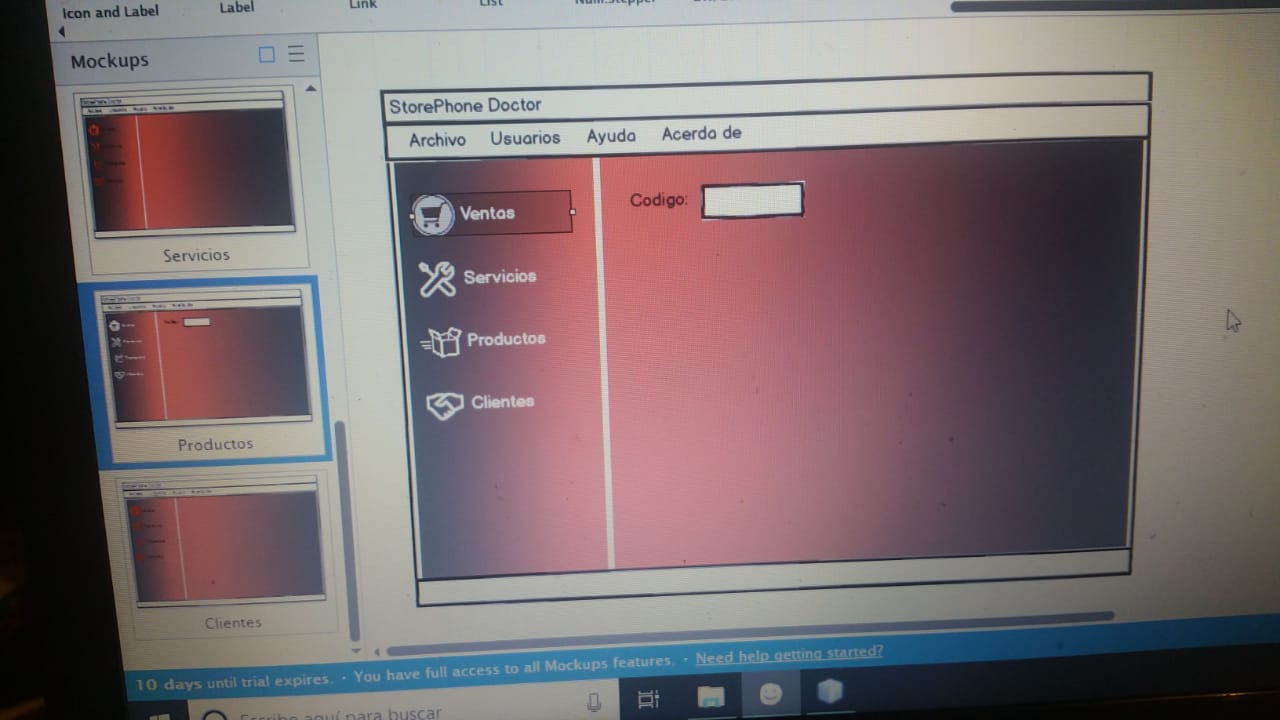 Icon and Label
Label
Link
List
Mockups
Servicios
Productos
Clientes
StorePhone Doctor
Archivo Usuarios Ayuda Acerda de
Ventas
Codigo:
Servicios
Productos
Clientes
10 days until trial expires. · You have full access to all Mockups features. · Need help getting started?
Escribe aquí para buscar